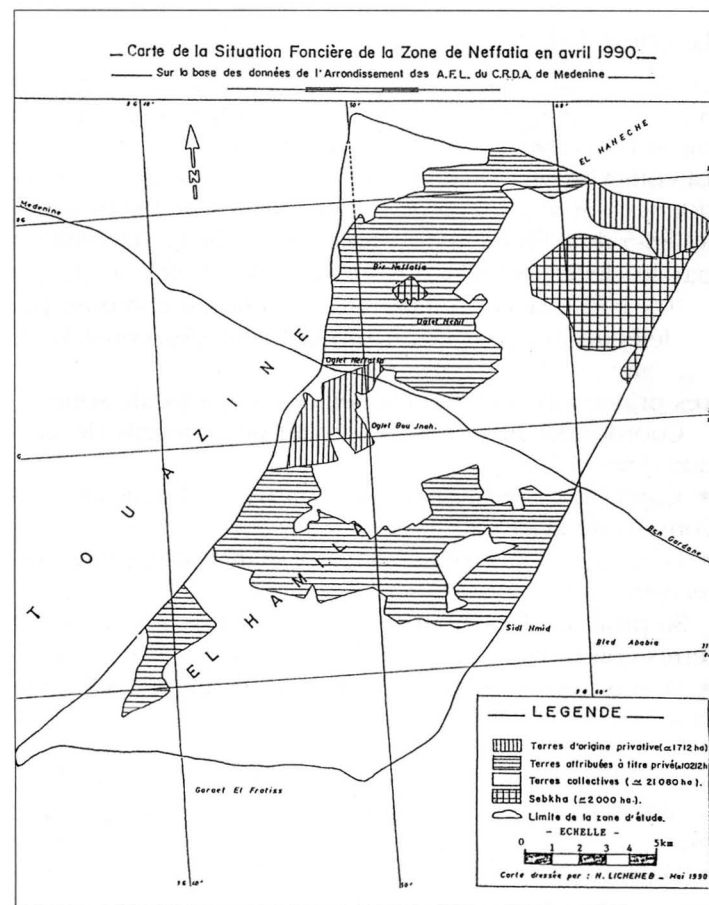 Carte de la Situation Foncière de la Zone de Neffatia en avril 1990
Sur la base des données de l'Arrondissement des A.F.L. du C.R.D.A. de Medenine
EL HANECHE
N
Medenine
Bir Neffatia
Oglet Nehil
Oglet Neffatia
Oglet Bou Jnah.
TOUAZINE
EL HAMILA
Ben Gardane
Sidi Hmid
Bled Ababia
Garaet El Fratiss
LEGENDE
Terres d'origine privative (≃1712 ha)
Terres attribuées à titre privé (≃10212 h
Terres collectives (≃ 21 080 ha).
Sebkha (≃ 2 000 ha).
Limite de la zone d'étude.
- ECHELLE -
0 1 2 3 4 5km
Carte dressée par : N. LICHEHEB _ Mai 1990